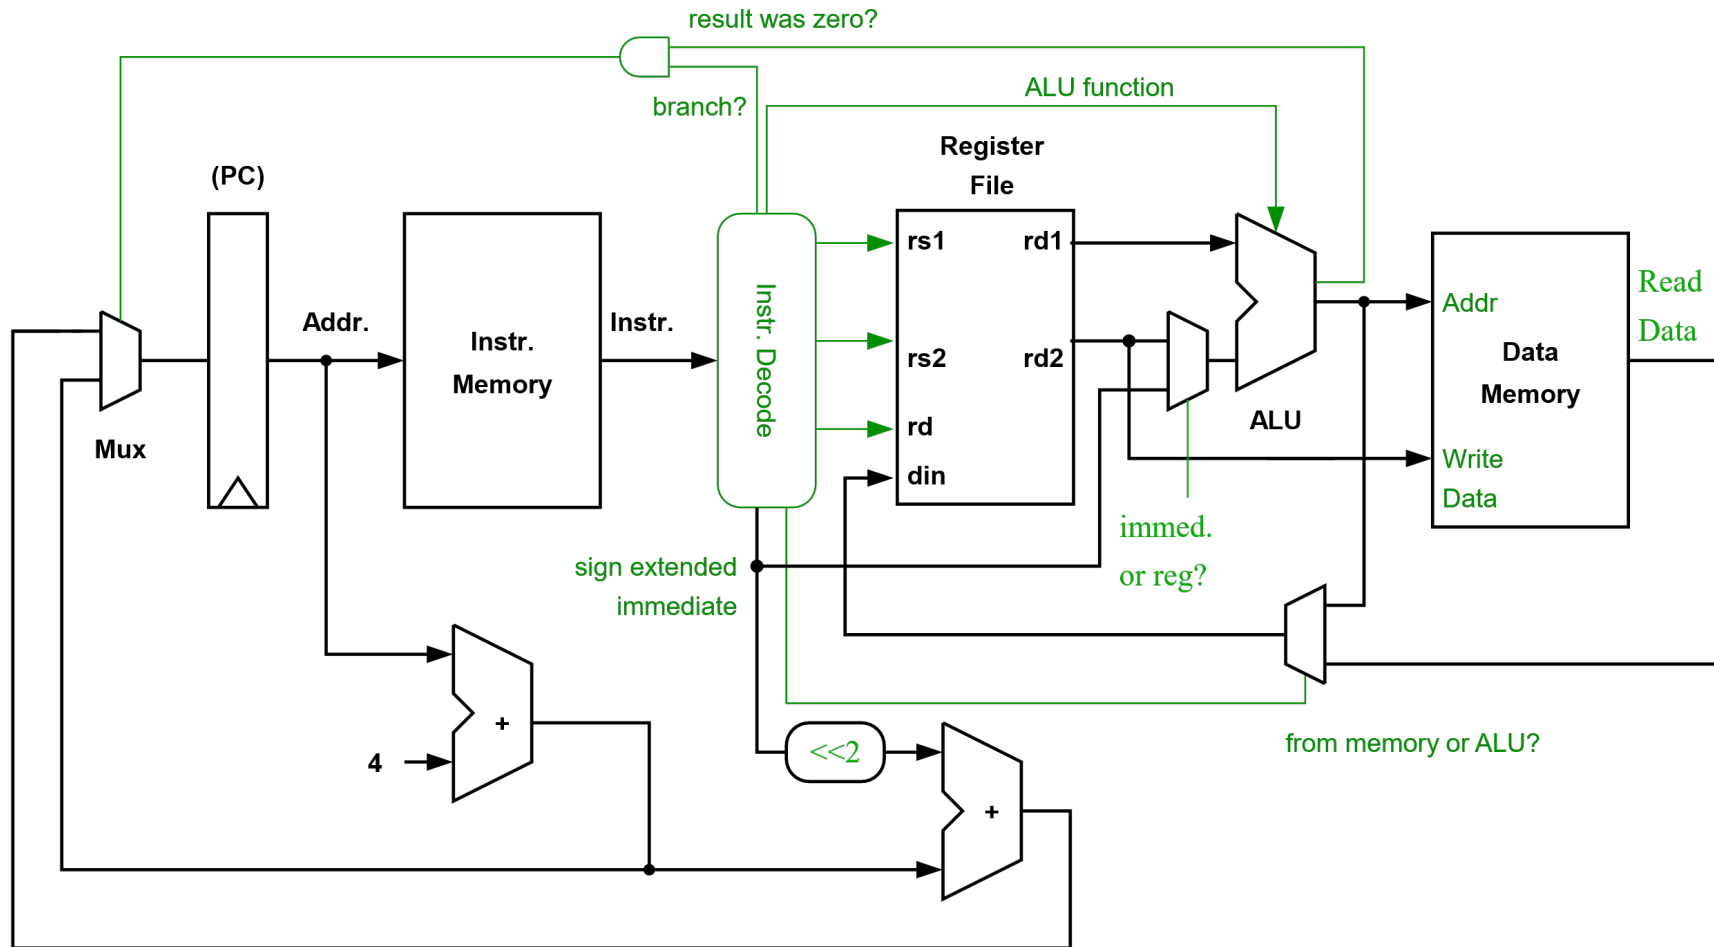 result was zero?
ALU function
branch?
Register
File
(PC)
rs1
rd1
Addr.
Instr.
Instr.
Memory
Instr. Decode
rs2
rd2
rd
din
Mux
ALU
Addr
Data
Memory
Read
Data
Write
Data
immed.
or reg?
sign extended
immediate
+
4
<<2
+
from memory or ALU?